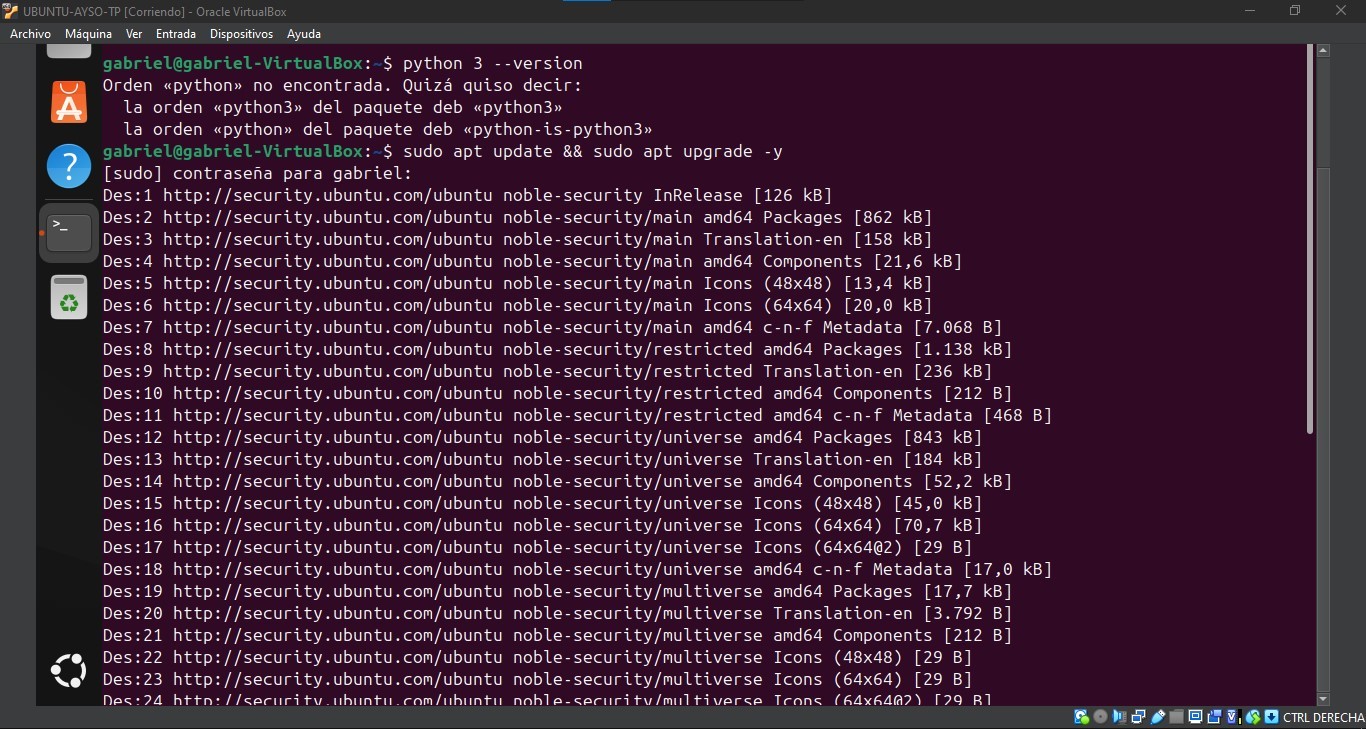 UBUNTU-AYSO-TP [Corriendo] - Oracle VirtualBox
Archivo Máquina Ver Entrada Dispositivos Ayuda
gabriel@gabriel-VirtualBox:~$ python 3 --version
Orden «python» no encontrada. Quizá quiso decir:
  la orden «python3» del paquete deb «python3»
  la orden «python» del paquete deb «python-is-python3»
gabriel@gabriel-VirtualBox:~$ sudo apt update && sudo apt upgrade -y
[sudo] contraseña para gabriel:
Des:1 http://security.ubuntu.com/ubuntu noble-security InRelease [126 kB]
Des:2 http://security.ubuntu.com/ubuntu noble-security/main amd64 Packages [862 kB]
Des:3 http://security.ubuntu.com/ubuntu noble-security/main Translation-en [158 kB]
Des:4 http://security.ubuntu.com/ubuntu noble-security/main amd64 Components [21,6 kB]
Des:5 http://security.ubuntu.com/ubuntu noble-security/main Icons (48x48) [13,4 kB]
Des:6 http://security.ubuntu.com/ubuntu noble-security/main Icons (64x64) [20,0 kB]
Des:7 http://security.ubuntu.com/ubuntu noble-security/main amd64 c-n-f Metadata [7.068 B]
Des:8 http://security.ubuntu.com/ubuntu noble-security/restricted amd64 Packages [1.138 kB]
Des:9 http://security.ubuntu.com/ubuntu noble-security/restricted Translation-en [236 kB]
Des:10 http://security.ubuntu.com/ubuntu noble-security/restricted amd64 Components [212 B]
Des:11 http://security.ubuntu.com/ubuntu noble-security/restricted amd64 c-n-f Metadata [468 B]
Des:12 http://security.ubuntu.com/ubuntu noble-security/universe amd64 Packages [843 kB]
Des:13 http://security.ubuntu.com/ubuntu noble-security/universe Translation-en [184 kB]
Des:14 http://security.ubuntu.com/ubuntu noble-security/universe amd64 Components [52,2 kB]
Des:15 http://security.ubuntu.com/ubuntu noble-security/universe Icons (48x48) [45,0 kB]
Des:16 http://security.ubuntu.com/ubuntu noble-security/universe Icons (64x64) [70,7 kB]
Des:17 http://security.ubuntu.com/ubuntu noble-security/universe Icons (64x64@2) [29 B]
Des:18 http://security.ubuntu.com/ubuntu noble-security/universe amd64 c-n-f Metadata [17,0 kB]
Des:19 http://security.ubuntu.com/ubuntu noble-security/multiverse amd64 Packages [17,7 kB]
Des:20 http://security.ubuntu.com/ubuntu noble-security/multiverse Translation-en [3.792 B]
Des:21 http://security.ubuntu.com/ubuntu noble-security/multiverse amd64 Components [212 B]
Des:22 http://security.ubuntu.com/ubuntu noble-security/multiverse Icons (48x48) [29 B]
Des:23 http://security.ubuntu.com/ubuntu noble-security/multiverse Icons (64x64) [29 B]
Des:24 http://security.ubuntu.com/ubuntu noble-security/multiverse Icons (64x64@2) [29 B]
CTRL DERECHA